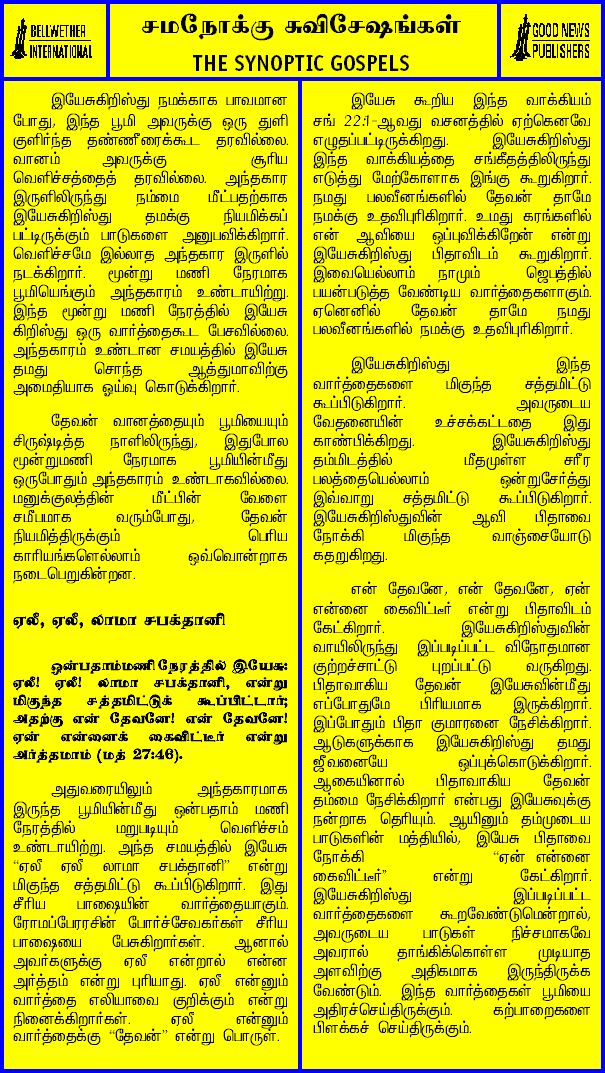 BELLWETHER
INTERNATIONAL
சமநோக்கு சுவிசேஷங்கள்
THE SYNOPTIC GOSPELS
GOOD NEWS
PUBLISHERS
இயேசுகிறிஸ்து நமக்காக பாவமான
போது, இந்த பூமி அவருக்கு ஒரு துளி
குளிர்ந்த தண்ணீரைக்கூட தரவில்லை.
வானம் அவருக்கு சூரிய
வெளிச்சத்தைத் தரவில்லை. அந்தகார
இருளிலிருந்து நம்மை மீட்பதற்காக
இயேசுகிறிஸ்து தமக்கு நியமிக்கப்
பட்டிருக்கும் பாடுகளை அனுபவிக்கிறார்.
வெளிச்சமே இல்லாத அந்தகார இருளில்
நடக்கிறார். மூன்று மணி நேரமாக
பூமியெங்கும் அந்தகாரம் உண்டாயிற்று.
இந்த மூன்று மணி நேரத்தில் இயேசு
கிறிஸ்து ஒரு வார்த்தைகூட பேசவில்லை.
அந்தகாரம் உண்டான சமயத்தில் இயேசு
தமது சொந்த ஆத்துமாவிற்கு
அமைதியாக ஓய்வு கொடுக்கிறார்.
தேவன் வானத்தையும் பூமியையும்
சிருஷ்டித்த நாளிலிருந்து, இதுபோல
மூன்றுமணி நேரமாக பூமியின்மீது
ஒருபோதும் அந்தகாரம் உண்டாகவில்லை.
மனுக்குலத்தின் மீட்பின் வேளை
சமீபமாக வரும்போது, தேவன்
நியமித்திருக்கும் பெரிய
காரியங்களெல்லாம் ஒவ்வொன்றாக
நடைபெறுகின்றன.
ஏலீ, ஏலீ, லாமா சபக்தானி
ஒன்பதாம்மணி நேரத்தில் இயேசு:
ஏலீ! ஏலீ! லாமா சபக்தானி, என்று
மிகுந்த சத்தமிட்டுக் கூப்பிட்டார்;
அதற்கு என் தேவனே! என் தேவனே!
ஏன் என்னைக் கைவிட்டீர் என்று
அர்த்தமாம் (மத் 27:46).
அதுவரையிலும் அந்தகாரமாக
இருந்த பூமியின்மீது ஒன்பதாம் மணி
நேரத்தில் மறுபடியும் வெளிச்சம்
உண்டாயிற்று. அந்த சமயத்தில் இயேசு
“ஏலீ ஏலீ லாமா சபக்தானி” என்று
மிகுந்த சத்தமிட்டு கூப்பிடுகிறார். இது
சீரிய பாஷையின் வார்த்தையாகும்.
ரோமப்பேரரசின் போர்ச்சேவகர்கள் சீரிய
பாஷையை பேசுகிறார்கள். ஆனால்
அவர்களுக்கு ஏலீ என்றால் என்ன
அர்த்தம் என்று புரியாது. ஏலீ என்னும்
வார்த்தை எலியாவை குறிக்கும் என்று
நினைக்கிறார்கள். ஏலீ என்னும்
வார்த்தைக்கு “தேவன்” என்று பொருள்.
இயேசு கூறிய இந்த வாக்கியம்
சங் 22:1-ஆவது வசனத்தில் ஏற்கெனவே
எழுதப்பட்டிருக்கிறது. இயேசுகிறிஸ்து
இந்த வாக்கியத்தை சங்கீதத்திலிருந்து
எடுத்து மேற்கோளாக இங்கு கூறுகிறார்.
நமது பலவீனங்களில் தேவன் தாமே
நமக்கு உதவிபுரிகிறார். உமது கரங்களில்
என் ஆவியை ஒப்புவிக்கிறேன் என்று
இயேசுகிறிஸ்து பிதாவிடம் கூறுகிறார்.
இவையெல்லாம் நாமும் ஜெபத்தில்
பயன்படுத்த வேண்டிய வார்த்தைகளாகும்.
ஏனெனில் தேவன் தாமே நமது
பலவீனங்களில் நமக்கு உதவிபுரிகிறார்.
இயேசுகிறிஸ்து இந்த
வார்த்தைகளை மிகுந்த சத்தமிட்டு
கூப்பிடுகிறார். அவருடைய
வேதனையின் உச்சக்கட்டதை இது
காண்பிக்கிறது. இயேசுகிறிஸ்து
தம்மிடத்தில் மீதமுள்ள சரீர
பலத்தையெல்லாம் ஒன்றுசேர்த்து
இவ்வாறு சத்தமிட்டு கூப்பிடுகிறார்.
இயேசுகிறிஸ்துவின் ஆவி பிதாவை
நோக்கி மிகுந்த வாஞ்சையோடு
கதறுகிறது.
என் தேவனே, என் தேவனே, ஏன்
என்னை கைவிட்டீர் என்று பிதாவிடம்
கேட்கிறார். இயேசுகிறிஸ்துவின்
வாயிலிருந்து இப்படிப்பட்ட விநோதமான
குற்றச்சாட்டு புறப்பட்டு வருகிறது.
பிதாவாகிய தேவன் இயேசுவின்மீது
எப்போதுமே பிரியமாக இருக்கிறார்.
இப்போதும் பிதா குமாரனை நேசிக்கிறார்.
ஆடுகளுக்காக இயேசுகிறிஸ்து தமது
ஜீவனையே ஒப்புக்கொடுக்கிறார்.
ஆகையினால் பிதாவாகிய தேவன்
தம்மை நேசிக்கிறார் என்பது இயேசுவுக்கு
நன்றாக தெரியும். ஆயினும் தம்முடைய
பாடுகளின் மத்தியில், இயேசு பிதாவை
நோக்கி “ஏன் என்னை
கைவிட்டீர்” என்று கேட்கிறார்.
இயேசுகிறிஸ்து இப்படிப்பட்ட
வார்த்தைகளை கூறவேண்டுமென்றால்,
அவருடைய பாடுகள் நிச்சமாகவே
அவரால் தாங்கிக்கொள்ள முடியாத
அளவிற்கு அதிகமாக இருந்திருக்க
வேண்டும். இந்த வார்த்தைகள் பூமியை
அதிரச்செய்திருக்கும். கற்பாறைகளை
பிளக்கச் செய்திருக்கும்.